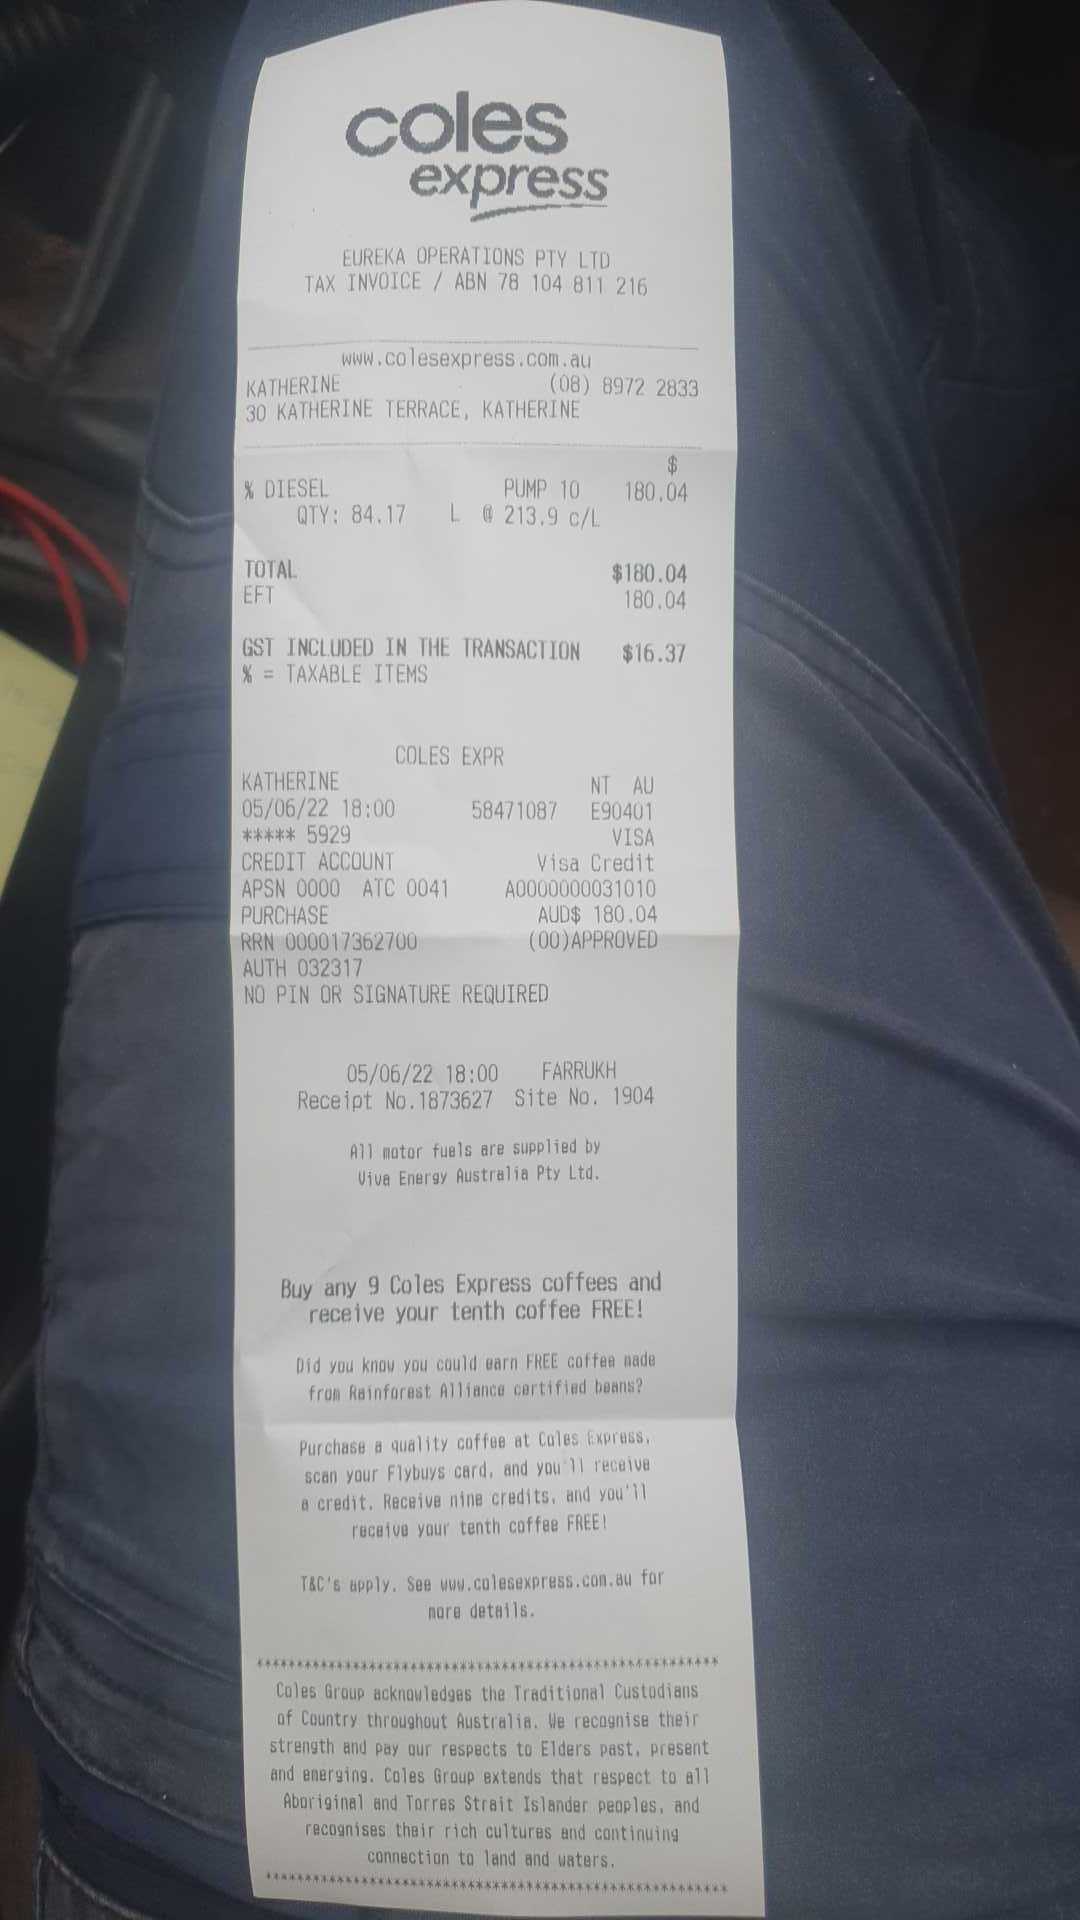 coles
express
EUREKA OPERATIONS PTY LTD
TAX INVOICE / ABN 78 104 811 216
www.colesexpress.com.au
KATHERINE (08) 8972 2833
30 KATHERINE TERRACE, KATHERINE
$
% DIESEL PUMP 10 180.04
QTY: 84.17 L @ 213.9 c/L
TOTAL $180.04
EFT 180.04
GST INCLUDED IN THE TRANSACTION $16.37
% = TAXABLE ITEMS
COLES EXPR
KATHERINE NT AU
05/06/22 18:00 58471087 E90401
***** 5929 VISA
CREDIT ACCOUNT Visa Credit
APSN 0000 ATC 0041 A0000000031010
PURCHASE AUD$ 180.04
RRN 000017362700 (00)APPROVED
AUTH 032317
NO PIN OR SIGNATURE REQUIRED
05/06/22 18:00 FARRUKH
Receipt No.1873627 Site No. 1904
All motor fuels are supplied by
Viva Energy Australia Pty Ltd.
Buy any 9 Coles Express coffees and
receive your tenth coffee FREE!
Did you know you could earn FREE coffee made
from Rainforest Alliance certified beans?
Purchase a quality coffee at Coles Express,
scan your Flybuys card, and you'll receive
a credit. Receive nine credits, and you'll
receive your tenth coffee FREE!
T&C's apply. See www.colesexpress.com.au for
more details.
Coles Group acknowledges the Traditional Custodians
of Country throughout Australia. We recognise their
strength and pay our respects to Elders past, present
and emerging. Coles Group extends that respect to all
Aboriginal and Torres Strait Islander peoples, and
recognises their rich cultures and continuing
connection to land and waters.